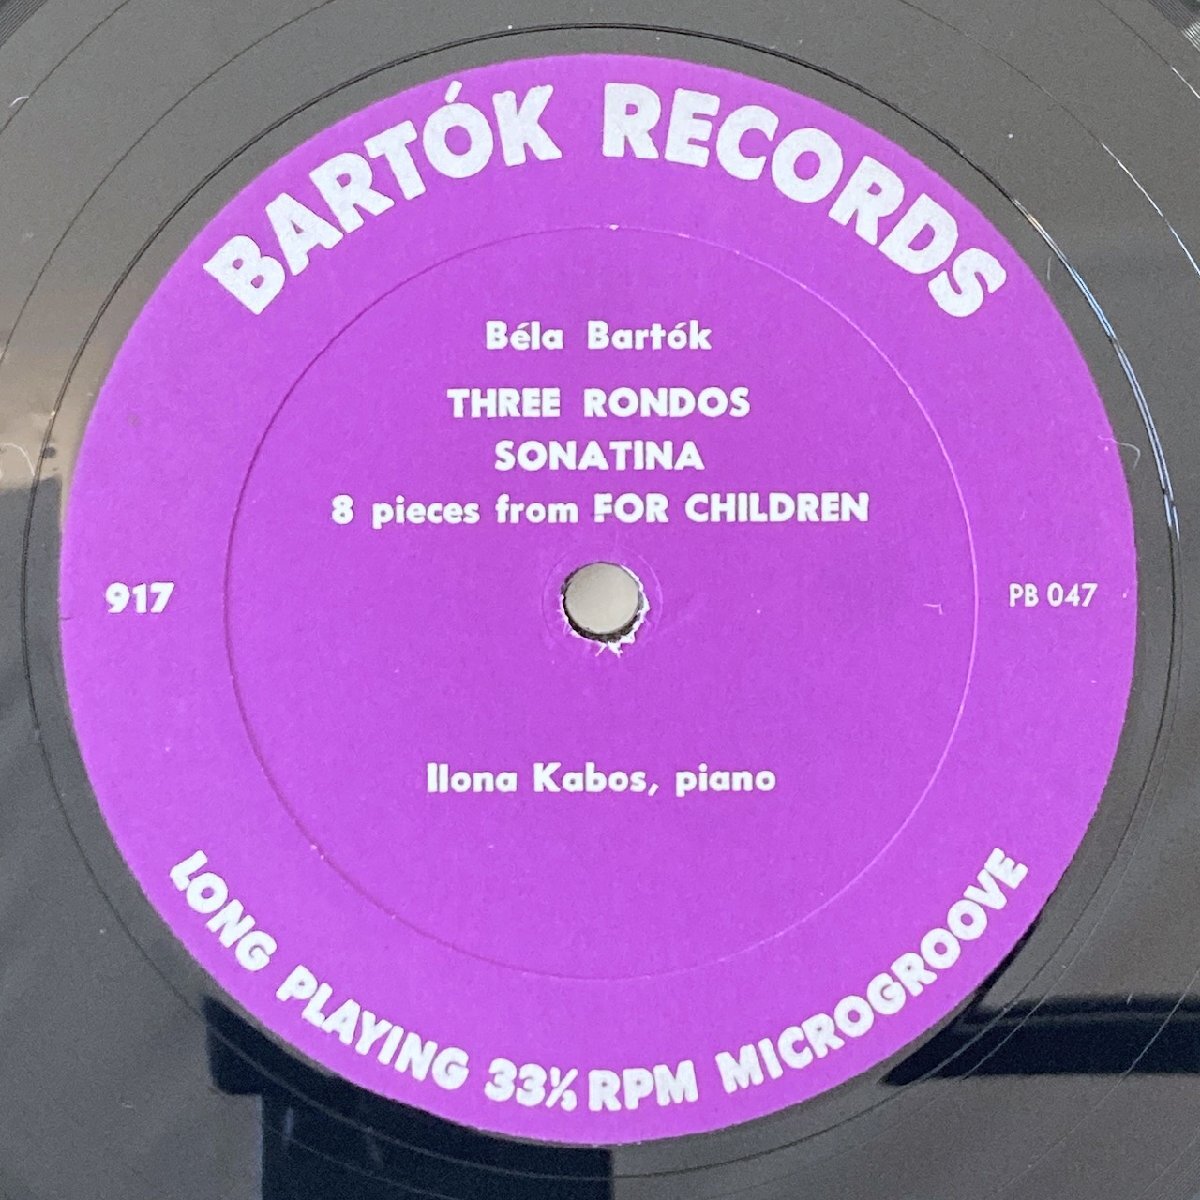 BARTÓK RECORDS
Béla Bartók
THREE RONDOS
SONATINA
8 pieces from FOR CHILDREN
917
PB 047
Ilona Kabos, piano
LONG PLAYING 33⅓ RPM MICROGROOVE